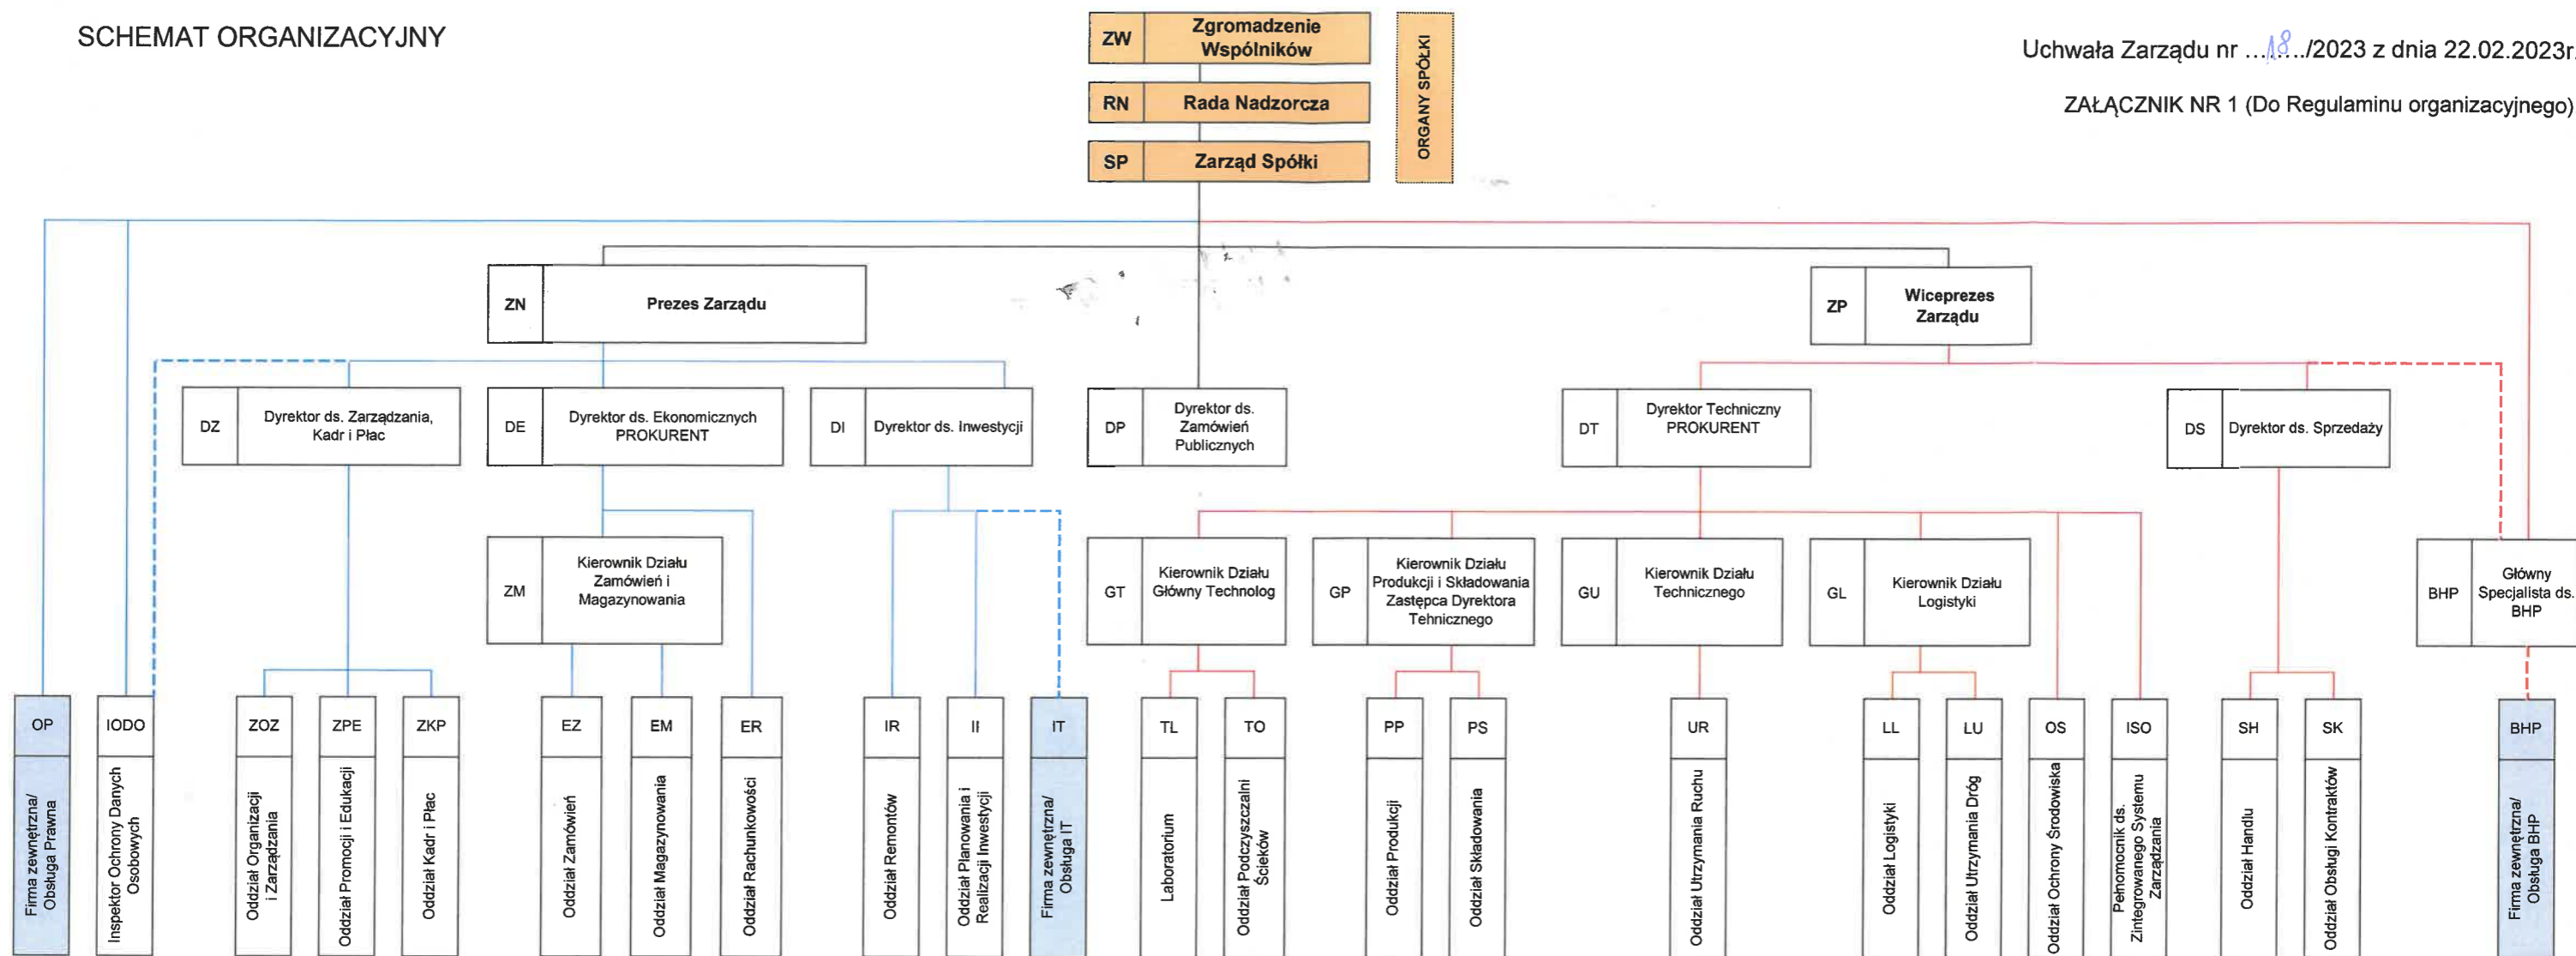 SCHEMAT ORGANIZACYJNY
ZW
Zgromadzenie
Wspólników
RN
Rada Nadzorcza
SP
Zarząd Spółki
ORGANY SPÓŁKI
Uchwała Zarządu nr ...18.../2023 z dnia 22.02.2023r.
ZAŁĄCZNIK NR 1 (Do Regulaminu organizacyjnego)
ZN
Prezes Zarządu
ZP
Wiceprezes
Zarządu
DZ
Dyrektor ds. Zarządzania,
Kadr i Płac
DE
Dyrektor ds. Ekonomicznych
PROKURENT
DI
Dyrektor ds. Inwestycji
DP
Dyrektor ds.
Zamówień
Publicznych
DT
Dyrektor Techniczny
PROKURENT
DS
Dyrektor ds. Sprzedaży
ZM
Kierownik Działu
Zamówień i
Magazynowania
GT
Kierownik Działu
Główny Technolog
GP
Kierownik Działu
Produkcji i Składowania
Zastępca Dyrektora
Tehnicznego
GU
Kierownik Działu
Technicznego
GL
Kierownik Działu
Logistyki
BHP
Główny
Specjalista ds.
BHP
OP
Firma zewnętrzna/
Obsługa Prawna
IODO
Inspektor Ochrony Danych
Osobowych
ZOZ
Oddział Organizacji
i Zarządzania
ZPE
Oddział Promocji i Edukacji
ZKP
Oddział Kadr i Płac
EZ
Oddział Zamówień
EM
Oddział Magazynowania
ER
Oddział Rachunkowości
IR
Oddział Remontów
II
Oddział Planowania i
Realizacji Inwestycji
IT
Firma zewnętrzna/
Obsługa IT
TL
Laboratorium
TO
Oddział Podczyszczalni
Ścieków
PP
Oddział Produkcji
PS
Oddział Składowania
UR
Oddział Utrzymania Ruchu
LL
Oddział Logistyki
LU
Oddział Utrzymania Dróg
OS
Oddział Ochrony Środowiska
ISO
Pełnomocnik ds.
Zintegrowanego Systemu
Zarządzania
SH
Oddział Handlu
SK
Oddział Obsługi Kontraktów
BHP
Firma zewnętrzna/
Obsługa BHP